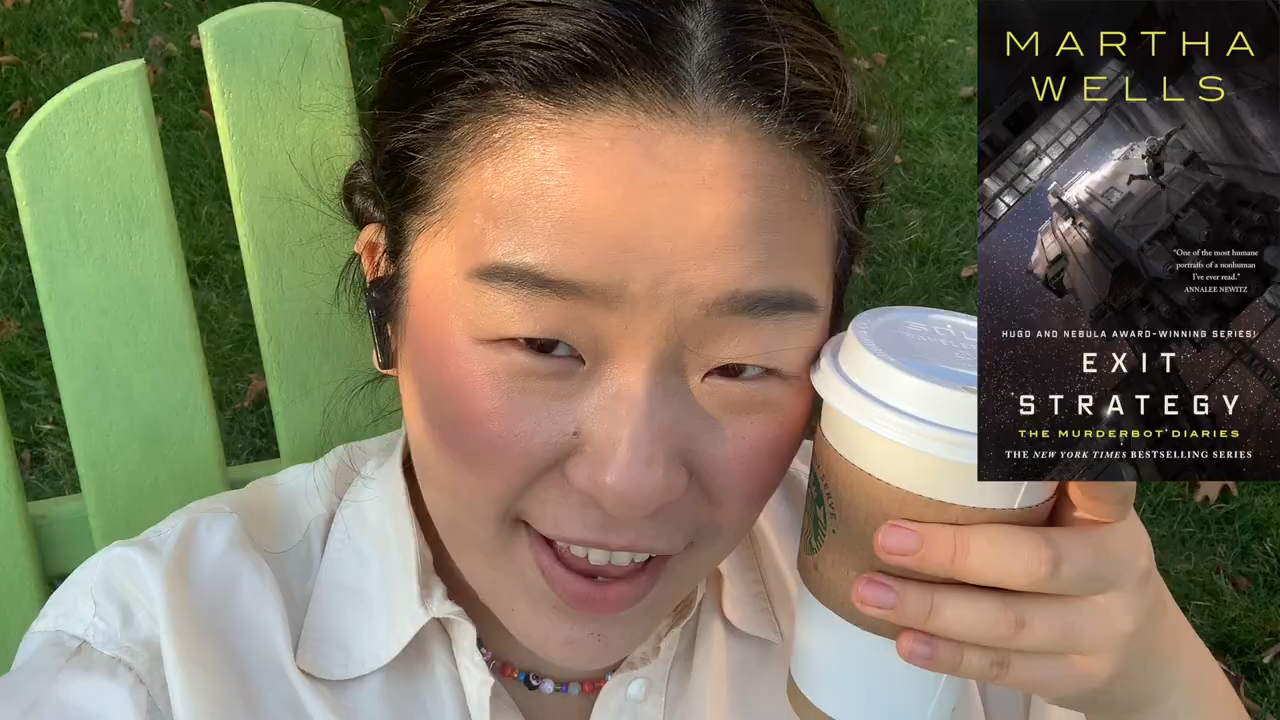 MARTHA
WELLS
"One of the most humane
portraits of a nonhuman
I've ever read."
ANNALEE NEWITZ
HUGO AND NEBULA AWARD-WINNING SERIES!
EXIT
STRATEGY
THE MURDERBOT DIARIES
THE NEW YORK TIMES BESTSELLING SERIES